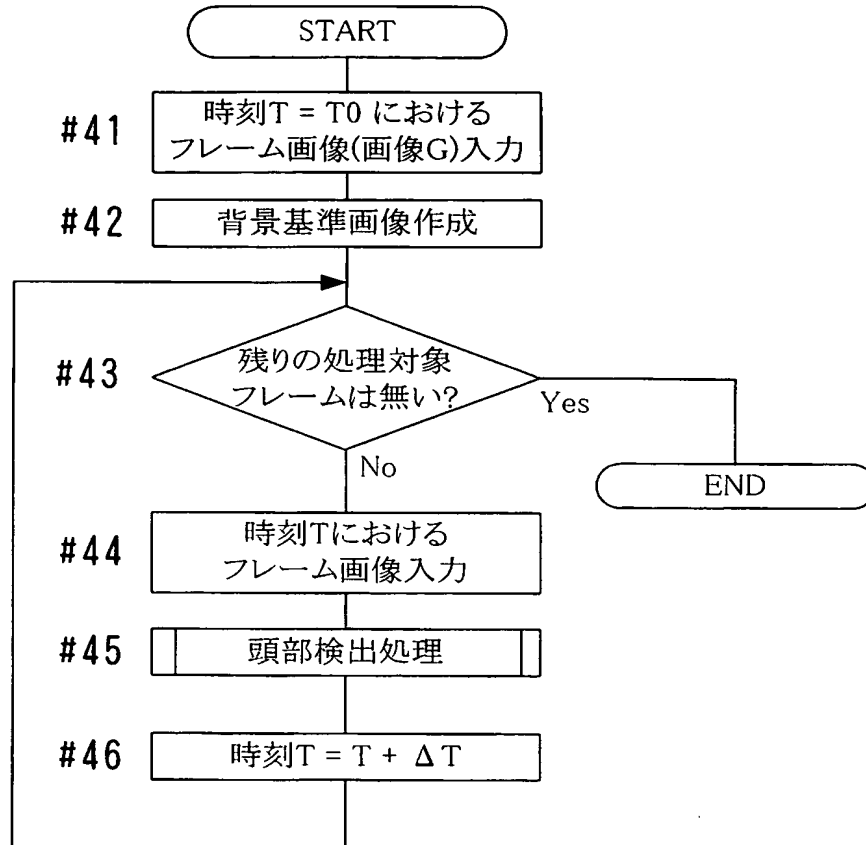 START
#41
時刻T = T0 における
フレーム画像(画像G)入力
#42
背景基準画像作成
#43
残りの処理対象
フレームは無い?
Yes
No
END
#44
時刻Tにおける
フレーム画像入力
#45
頭部検出処理
#46
時刻T = T + ΔT